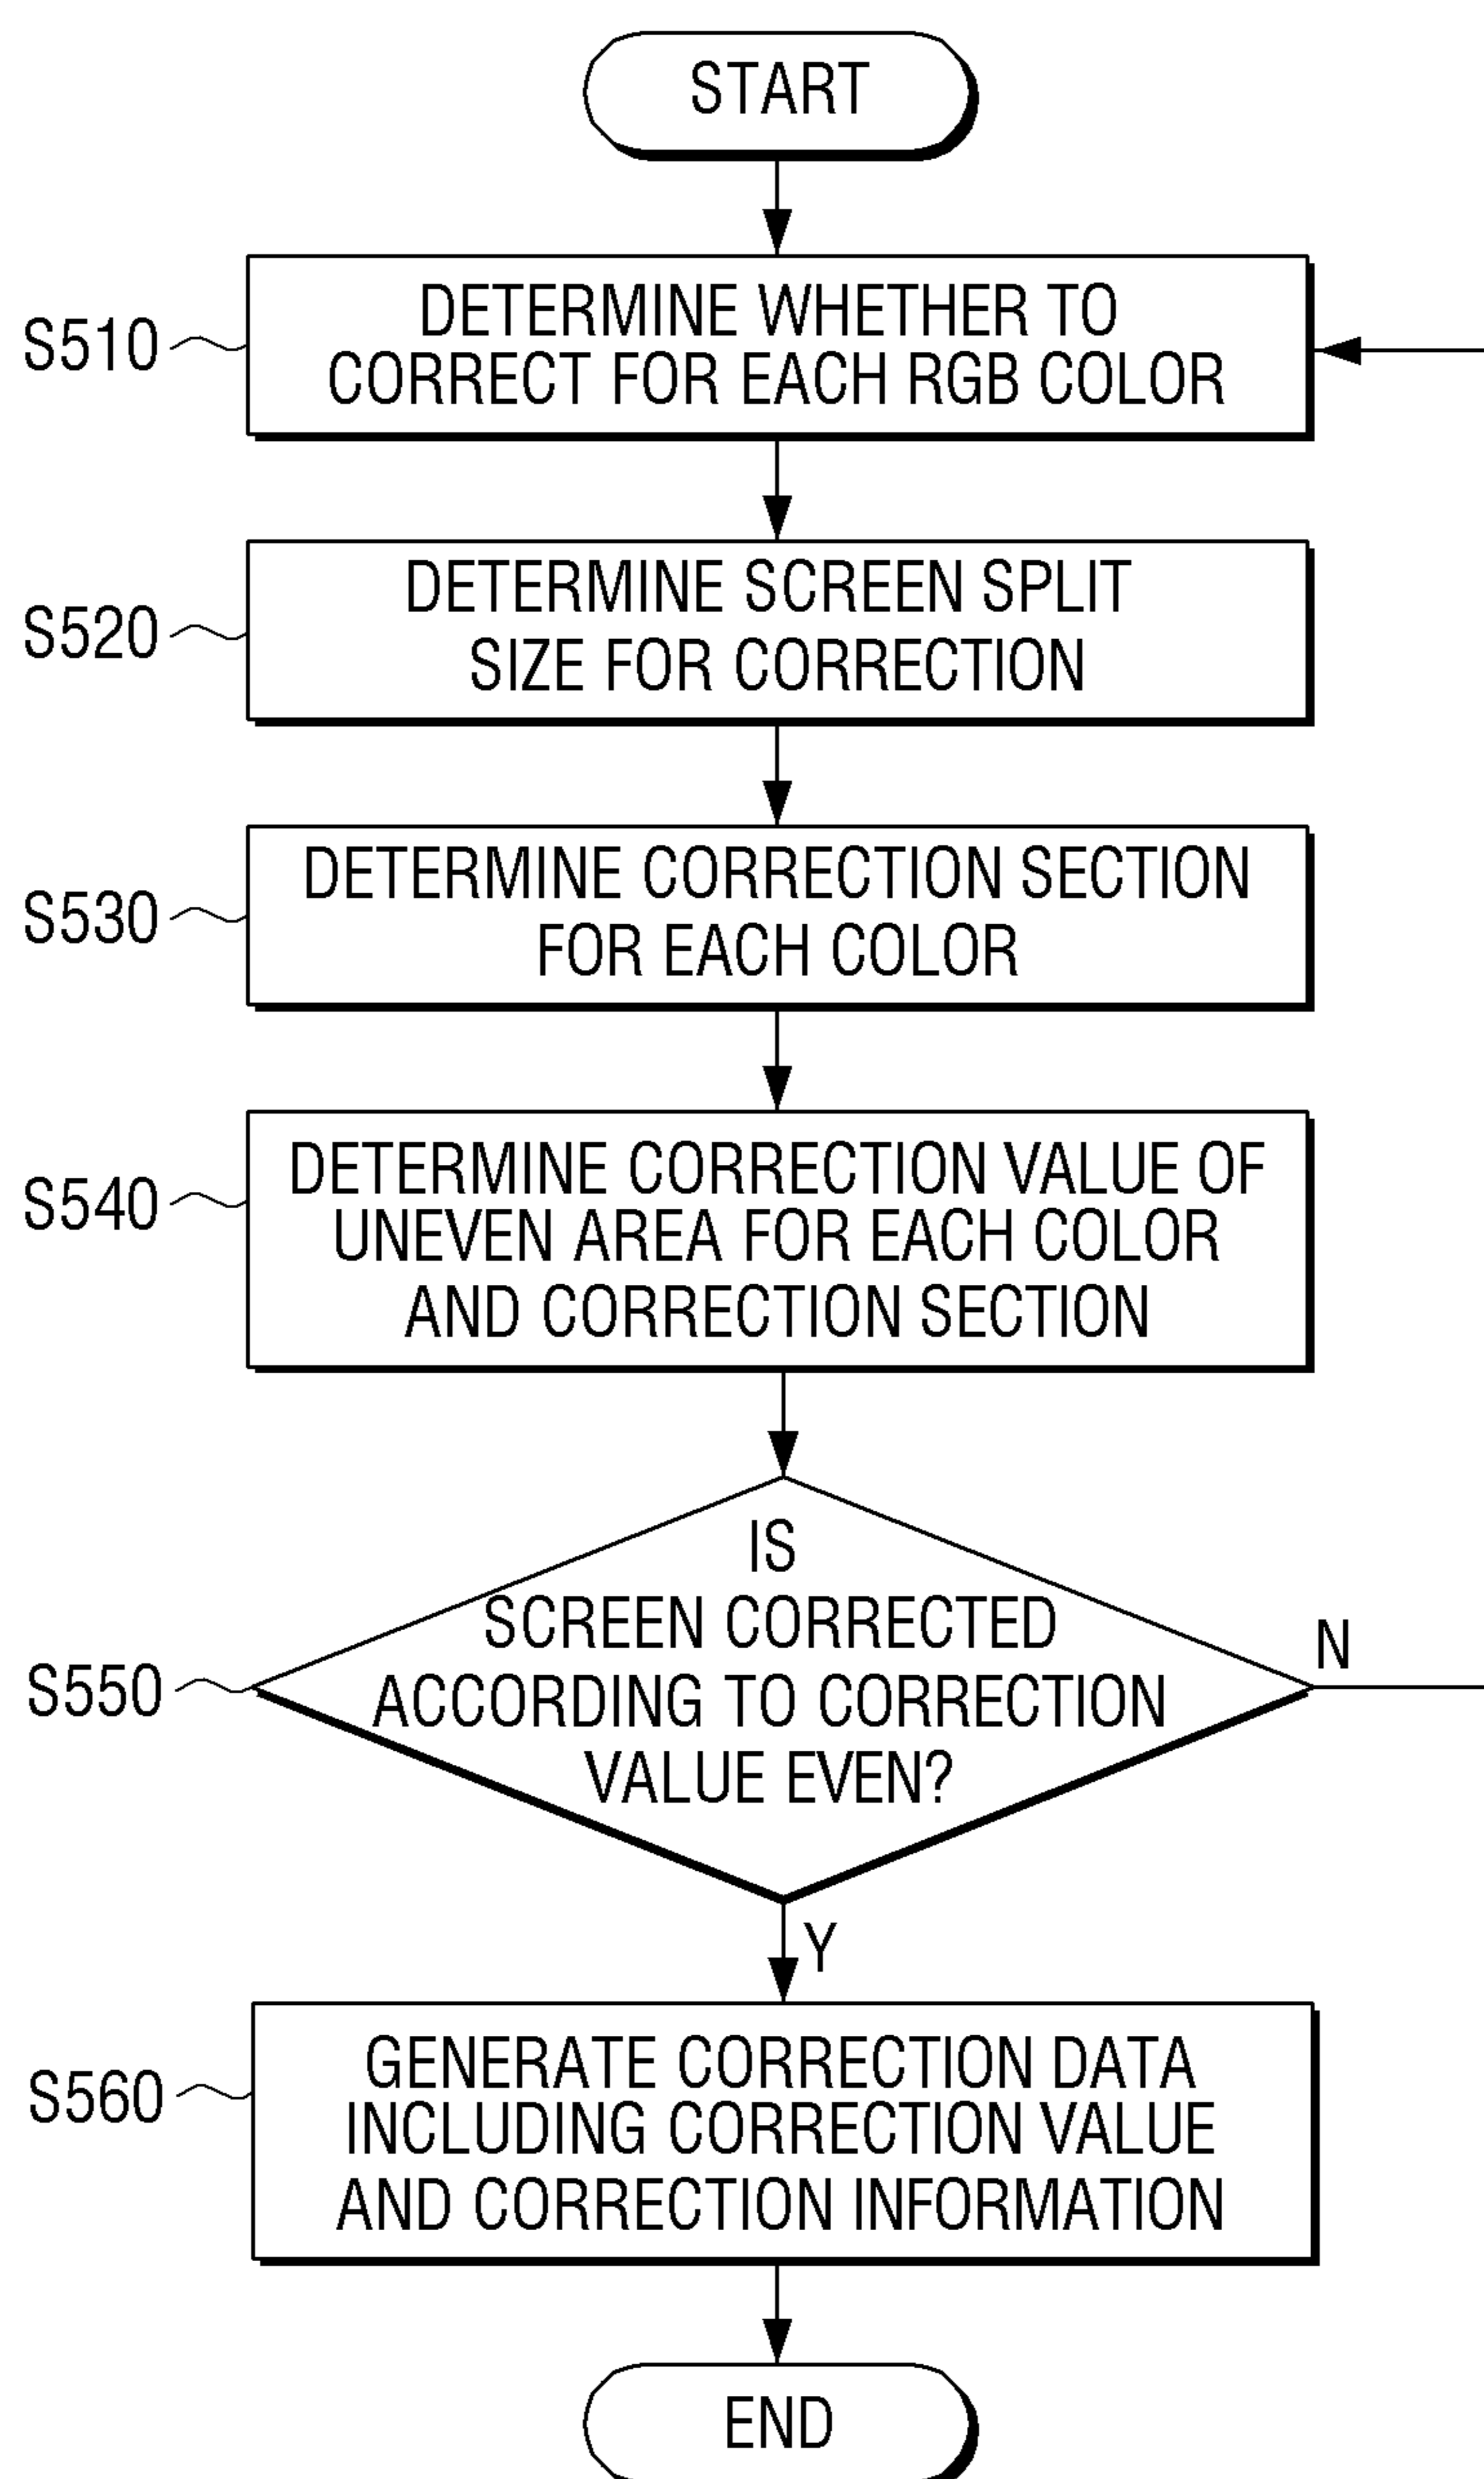 START
S510
DETERMINE WHETHER TO
CORRECT FOR EACH RGB COLOR
S520
DETERMINE SCREEN SPLIT
SIZE FOR CORRECTION
S530
DETERMINE CORRECTION SECTION
FOR EACH COLOR
S540
DETERMINE CORRECTION VALUE OF
UNEVEN AREA FOR EACH COLOR
AND CORRECTION SECTION
S550
IS
SCREEN CORRECTED
ACCORDING TO CORRECTION
VALUE EVEN?
N
Y
S560
GENERATE CORRECTION DATA
INCLUDING CORRECTION VALUE
AND CORRECTION INFORMATION
END